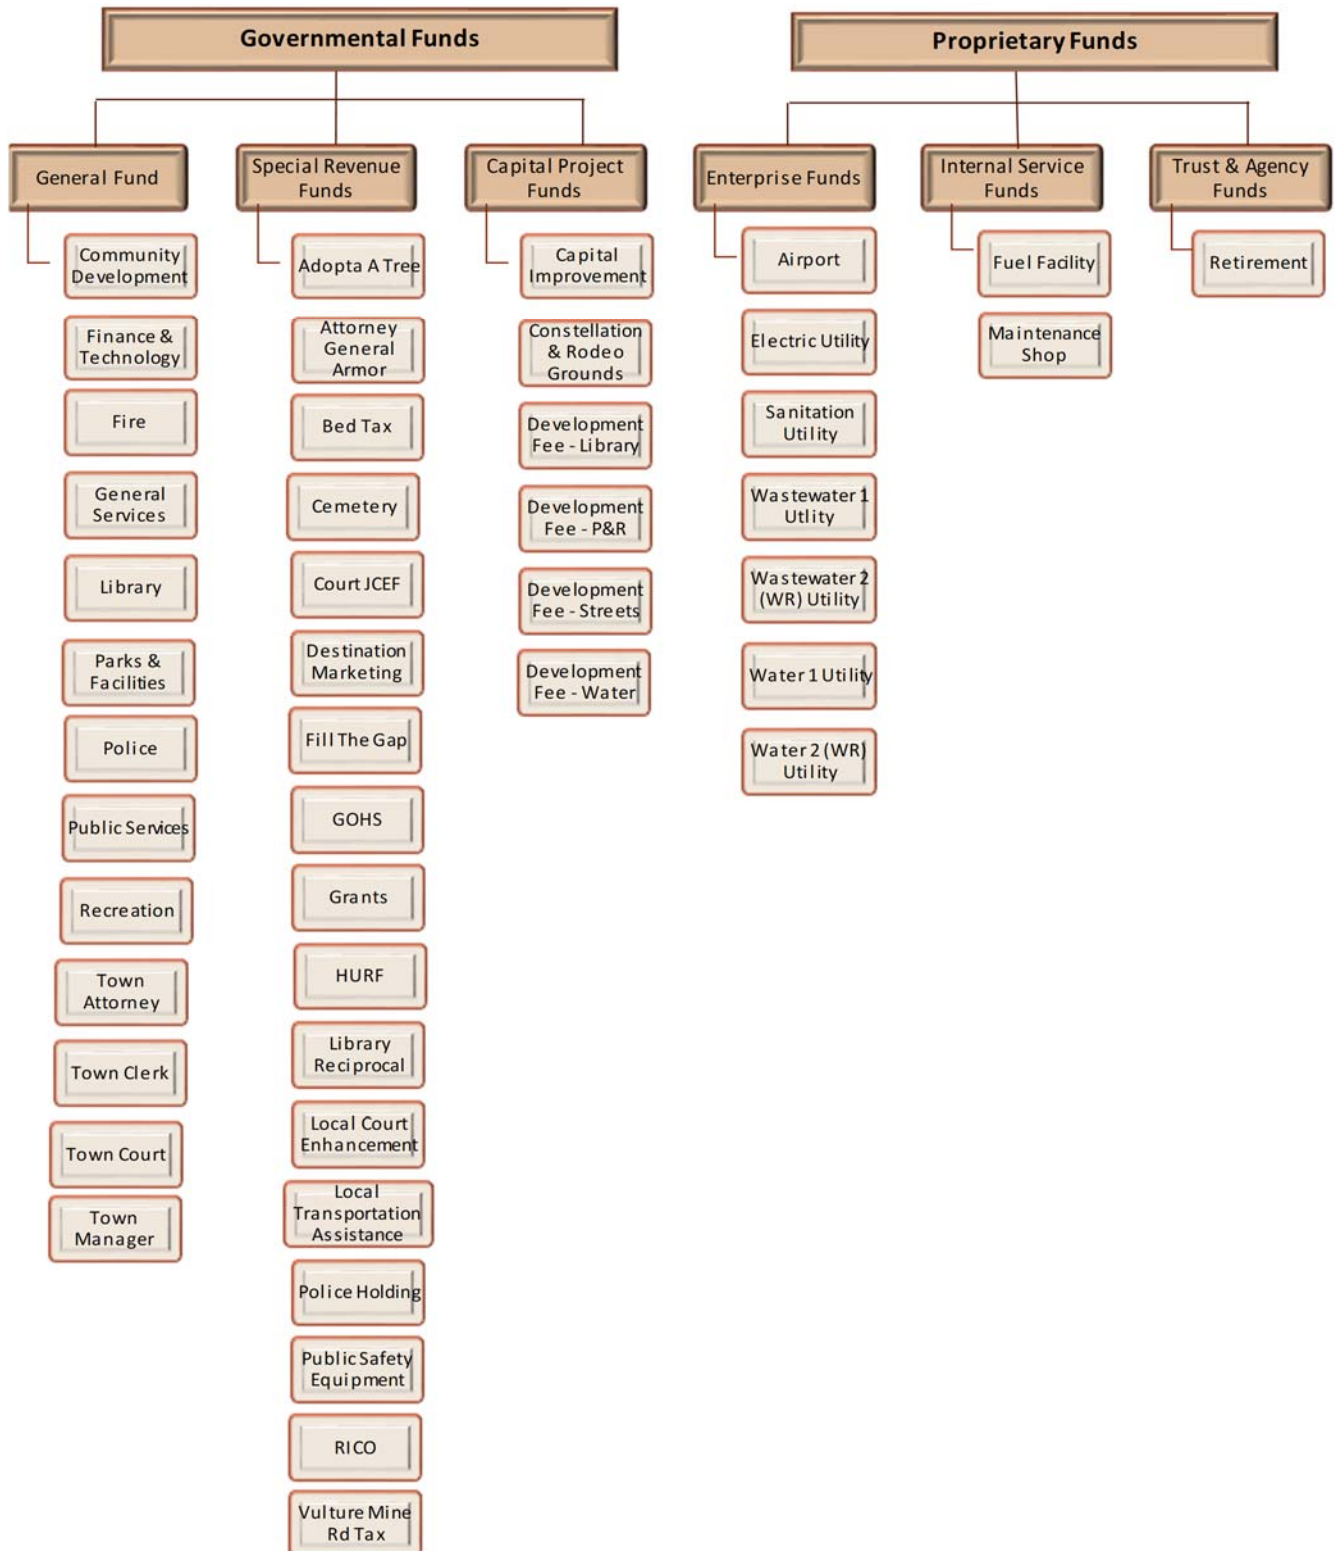 Governmental Funds
Proprietary Funds
General Fund
Special Revenue
Funds
Capital Project
Funds
Enterprise Funds
Internal Service
Funds
Trust & Agency
Funds
Community
Development
Finance &
Technology
Fire
General
Services
Library
Parks &
Facilities
Police
Public Services
Recreation
Town
Attorney
Town Clerk
Town Court
Town
Manager
Adopta A Tree
Attorney
General
Armor
Bed Tax
Cemetery
Court JCEF
Destination
Marketing
Fill The Gap
GOHS
Grants
HURF
Library
Reciprocal
Local Court
Enhancement
Local
Transportation
Assistance
Police Holding
Public Safety
Equipment
RICO
Vulture Mine
Rd Tax
Capital
Improvement
Constellation
& Rodeo
Grounds
Development
Fee - Library
Development
Fee - P&R
Development
Fee - Streets
Development
Fee - Water
Airport
Electric Utility
Sanitation
Utility
Wastewater 1
Utlity
Wastewater 2
(WR) Utility
Water 1 Utility
Water 2 (WR)
Utility
Fuel Facility
Maintenance
Shop
Retirement